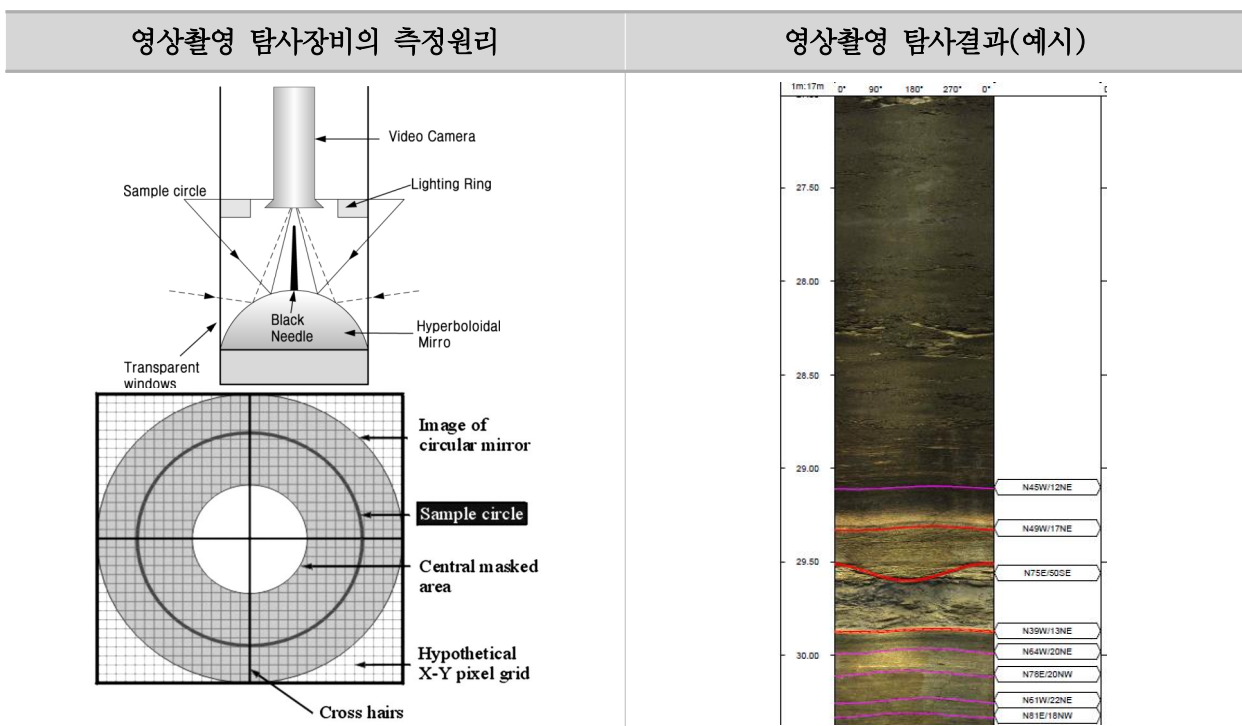 영상촬영 탐사장비의 측정원리
영상촬영 탐사결과(예시)
Video Camera
Sample circle
Lighting Ring
Black
Needle
Hyperboloidal
Mirro
Transparent
windows
Image of
circular mirror
Sample circle
Central masked
area
Hypothetical
X-Y pixel grid
Cross hairs
1m:17m 0° 90° 180° 270° 0°
27.50
28.00
28.50
29.00
N45W/12NE
N49W/17NE
29.50
N75E/50SE
N39W/13NE
N64W/20NE
30.00
N78E/20NW
N61W/22NE
N81E/18NW